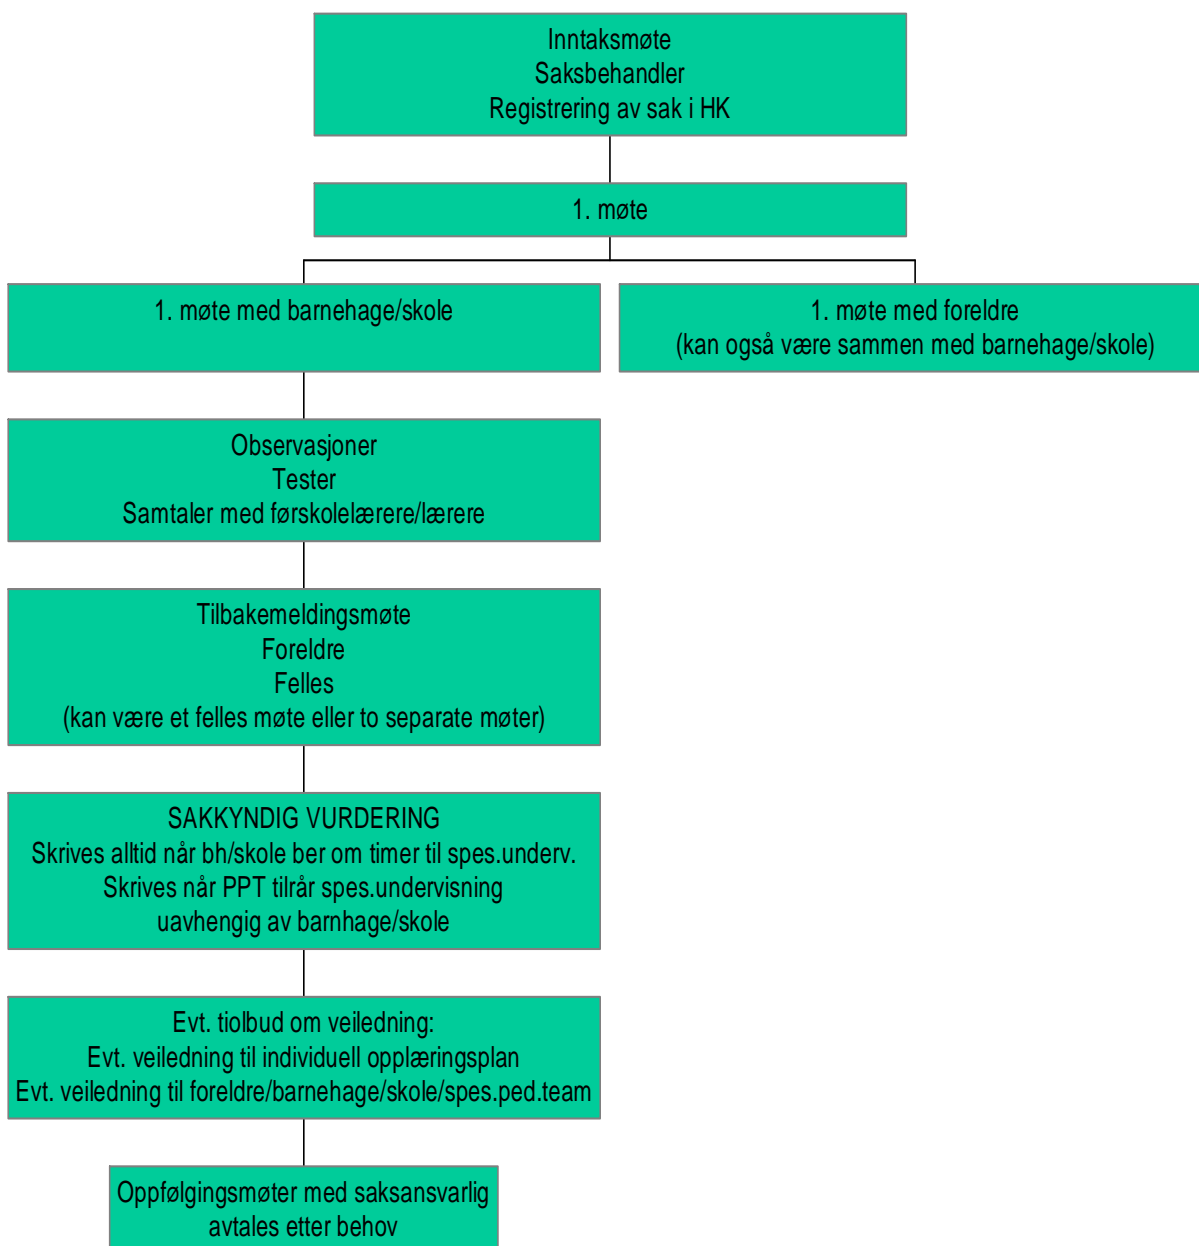 Inntaksmøte
Saksbehandler
Registrering av sak i HK
1. møte
1. møte med barnehage/skole
1. møte med foreldre
(kan også være sammen med barnehage/skole)
Observasjoner
Tester
Samtaler med førskolelærere/lærere
Tilbakemeldingsmøte
Foreldre
Felles
(kan være et felles møte eller to separate møter)
SAKKYNDIG VURDERING
Skrives alltid når bh/skole ber om timer til spes.underv.
Skrives når PPT tilrår spes.undervisning
uavhengig av barnhage/skole
Evt. tiolbud om veiledning:
Evt. veiledning til individuell opplæringsplan
Evt. veiledning til foreldre/barnehage/skole/spes.ped.team
Oppfølgingsmøter med saksansvarlig
avtales etter behov